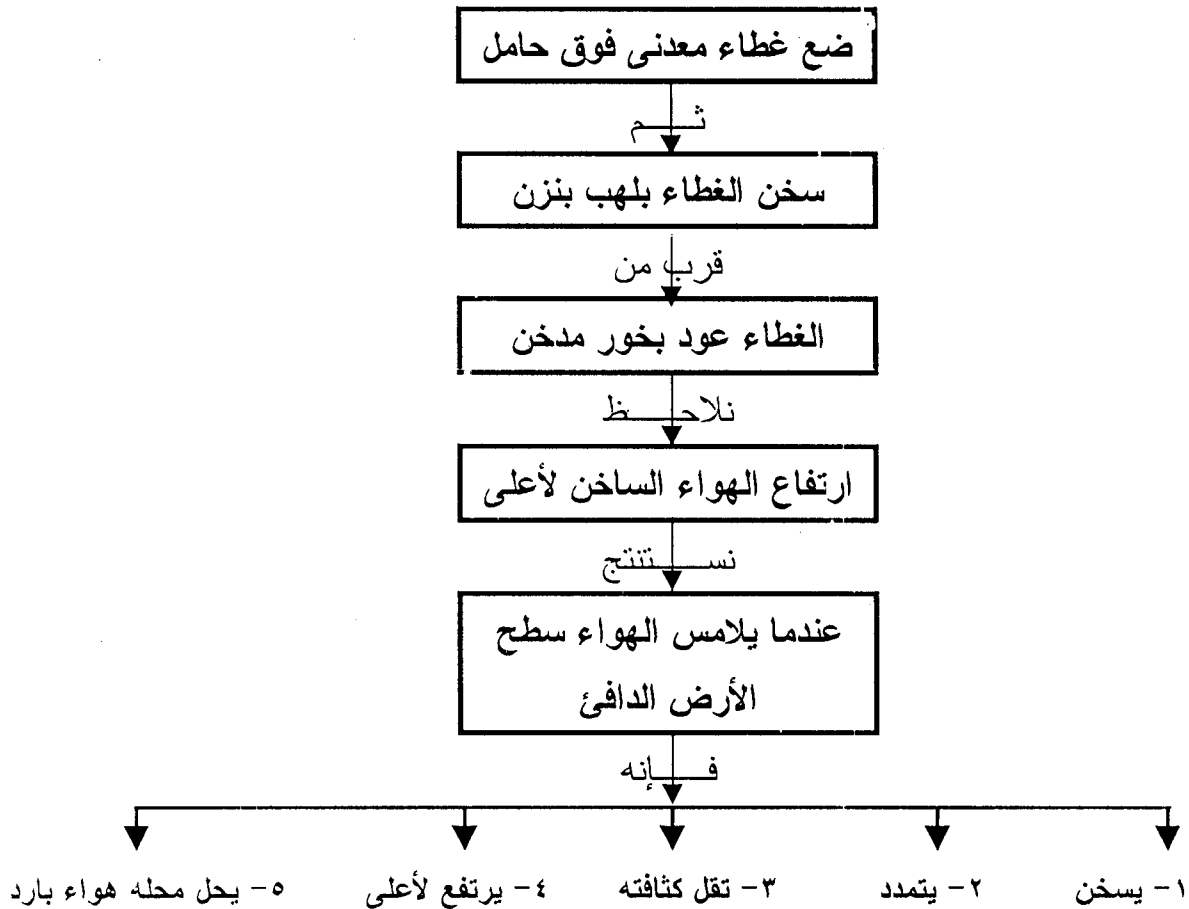 ضع غطاء معدنى فوق حامل
ثم
سخن الغطاء بلهب بنزن
قرب من
الغطاء عود بخور مدخن
نلاحظ
ارتفاع الهواء الساخن لأعلى
نستنتج
عندما يلامس الهواء سطح
الأرض الدافئ
فإنه
١- يسخن ٢- يتمدد ٣- تقل كثافته ٤- يرتفع لأعلى ٥- يحل محله هواء بارد